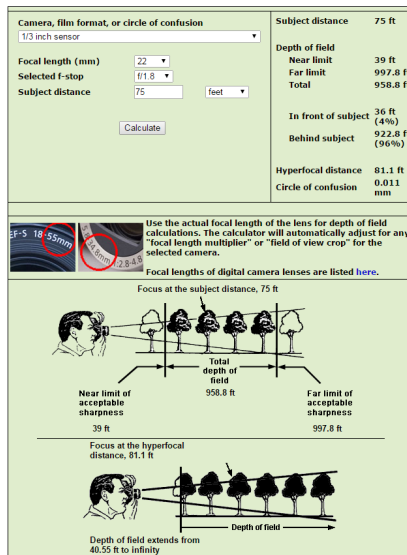 Camera, film format, or circle of confusion
1/3 inch sensor
Focal length (mm) 22
Selected f-stop f/1.8
Subject distance 75 feet
Calculate
Subject distance 75 ft
Depth of field
Near limit 39 ft
Far limit 997.8 f
Total 958.8 f
In front of subject 36 ft
(4%)
Behind subject 922.8 f
(96%)
Hyperfocal distance 81.1 ft
Circle of confusion 0.011
mm
EF-S 18-55mm
34.8mm 1:2.8-4.8
Use the actual focal length of the lens for depth of field
calculations. The calculator will automatically adjust for any
"focal length multiplier" or "field of view crop" for the
selected camera.
Focal lengths of digital camera lenses are listed here.
Focus at the subject distance, 75 ft
Total
depth of
field
958.8 ft
Near limit of
acceptable
sharpness
39 ft
Far limit of
acceptable
sharpness
997.8 ft
Focus at the hyperfocal
distance, 81.1 ft
Depth of field
Depth of field extends from
40.55 ft to infinity